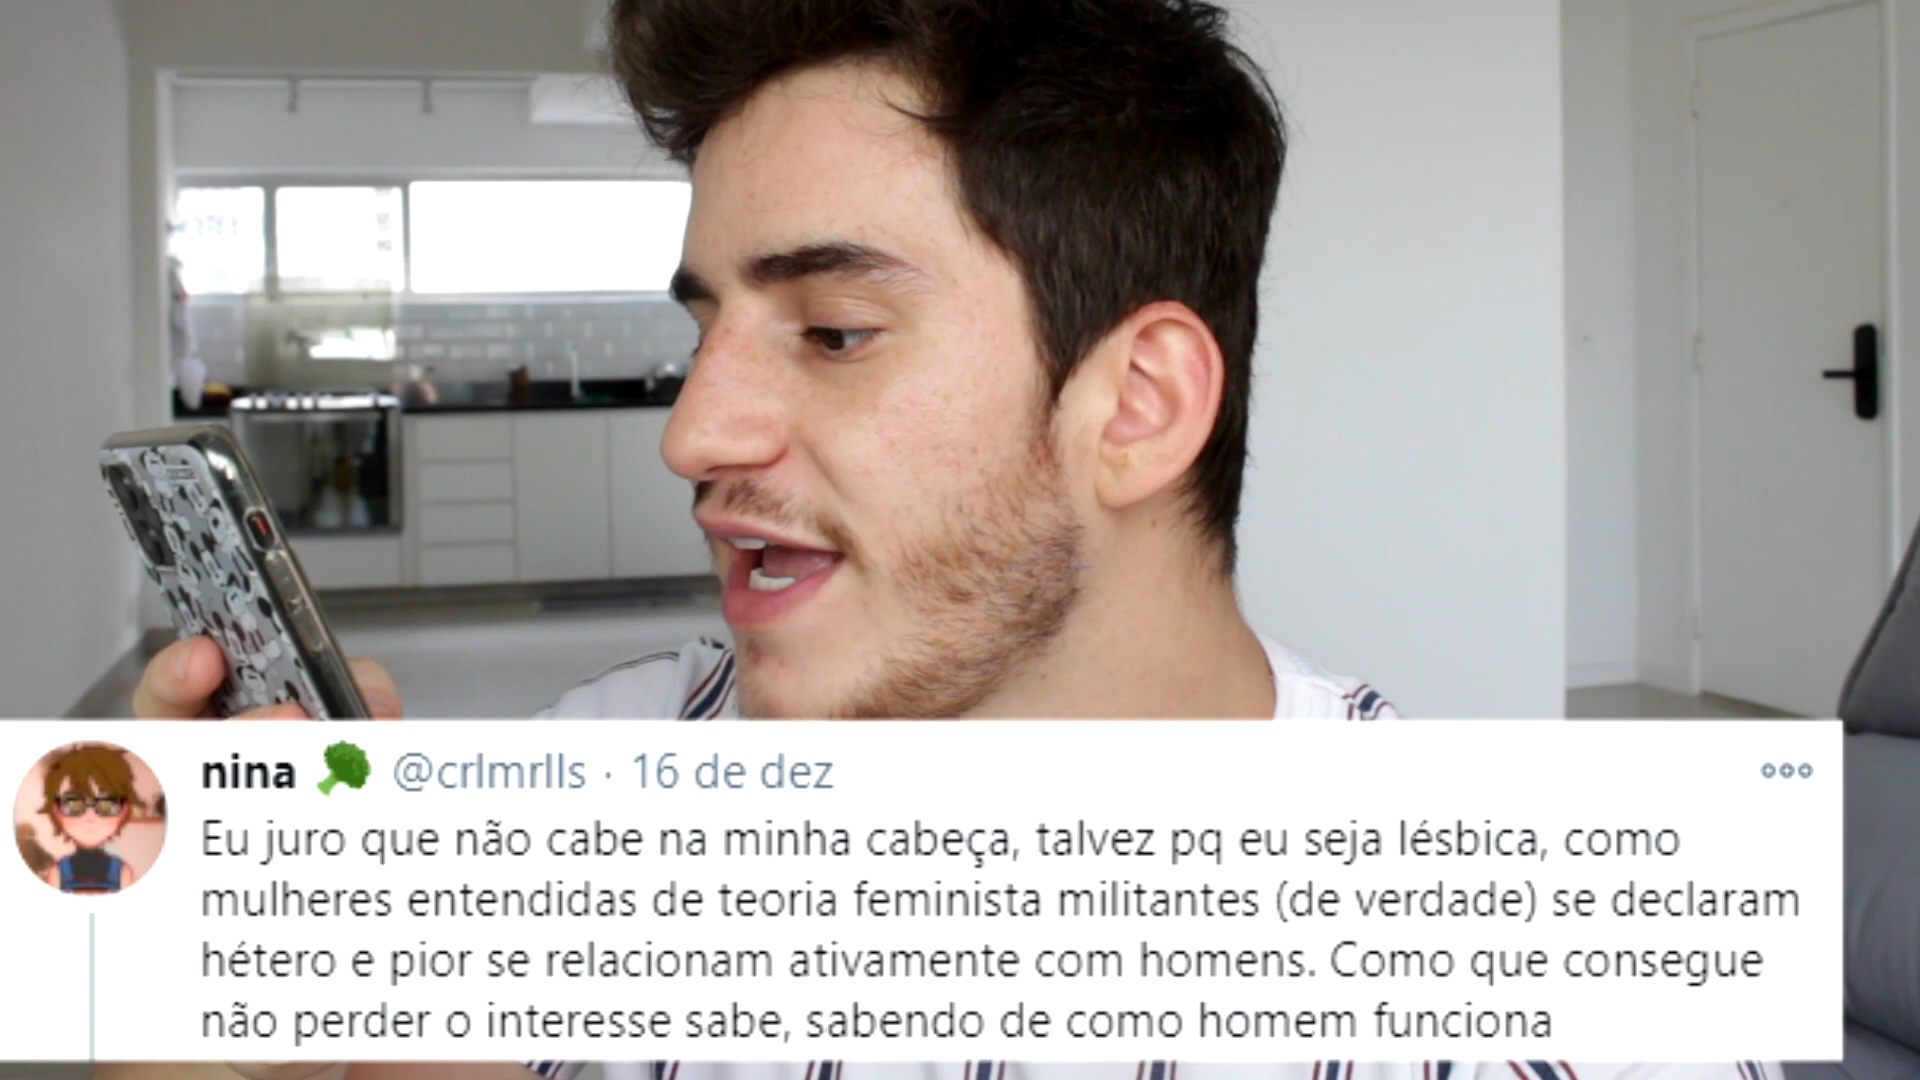 nina 🥦 @crlmrlls · 16 de dez
Eu juro que não cabe na minha cabeça, talvez pq eu seja lésbica, como
mulheres entendidas de teoria feminista militantes (de verdade) se declaram
hétero e pior se relacionam ativamente com homens. Como que consegue
não perder o interesse sabe, sabendo de como homem funciona